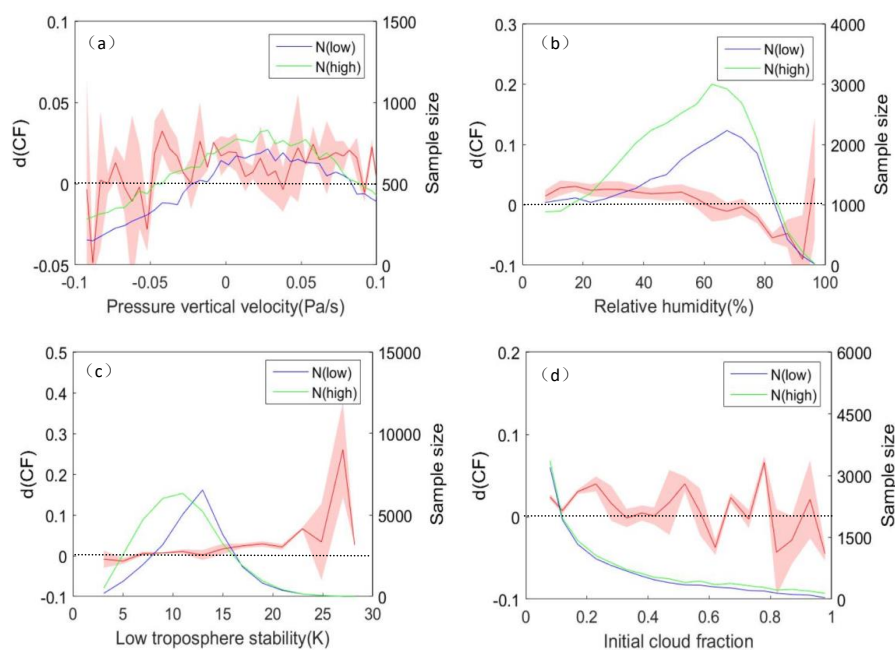 (a)
N(low)
N(high)
d(CF)
0.1
0.05
0
-0.05
-0.1
-0.05
0
0.05
0.1
Pressure vertical velocity(Pa/s)
1500
1000
500
0
Sample size
(b)
N(low)
N(high)
d(CF)
0.3
0.2
0.1
0
-0.1
0
20
40
60
80
100
Relative humidity(%)
4000
3000
2000
1000
0
Sample size
(c)
N(low)
N(high)
d(CF)
0.5
0.4
0.3
0.2
0.1
0
-0.1
0
5
10
15
20
25
30
Low troposphere stability(K)
15000
10000
5000
0
Sample size
(d)
N(low)
N(high)
d(CF)
0.2
0.1
0
-0.1
0
0.2
0.4
0.6
0.8
1
Initial cloud fraction
6000
4500
3000
1500
0
Sample size